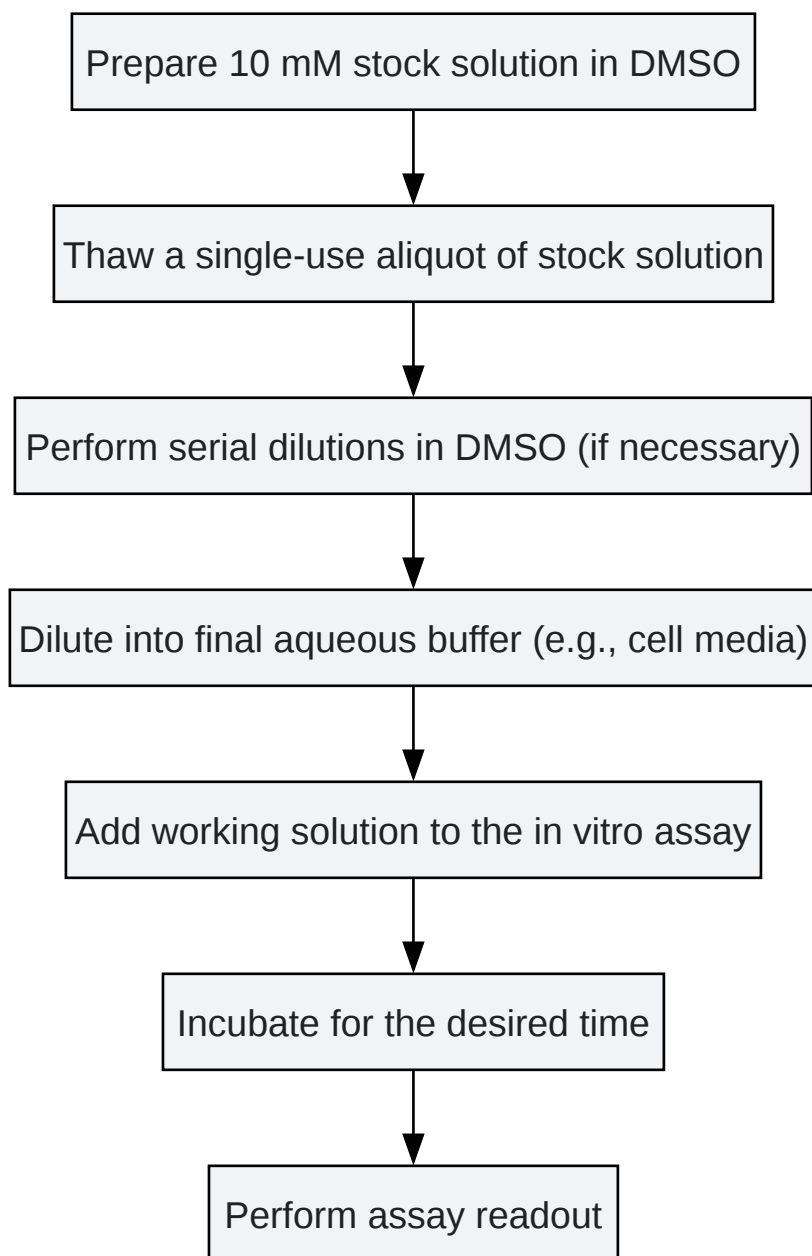 Prepare 10 mM stock solution in DMSO
Thaw a single-use aliquot of stock solution
Perform serial dilutions in DMSO (if necessary)
Dilute into final aqueous buffer (e.g., cell media)
Add working solution to the in vitro assay
Incubate for the desired time
Perform assay readout